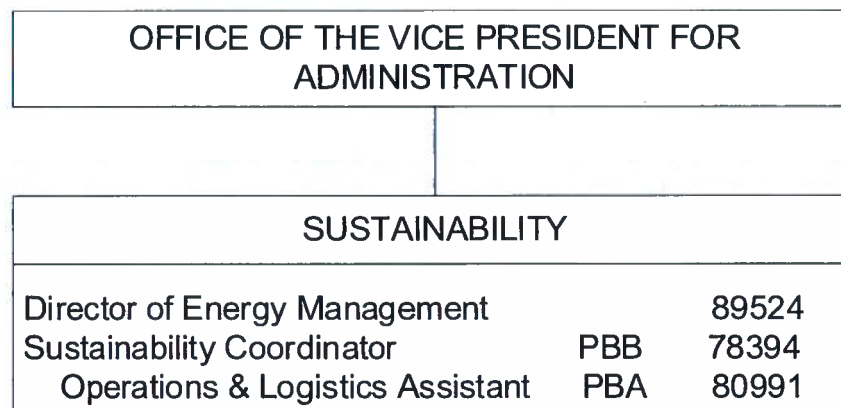 OFFICE OF THE VICE PRESIDENT FOR
ADMINISTRATION
SUSTAINABILITY
Director of Energy Management 89524
Sustainability Coordinator PBB 78394
Operations & Logistics Assistant PBA 80991